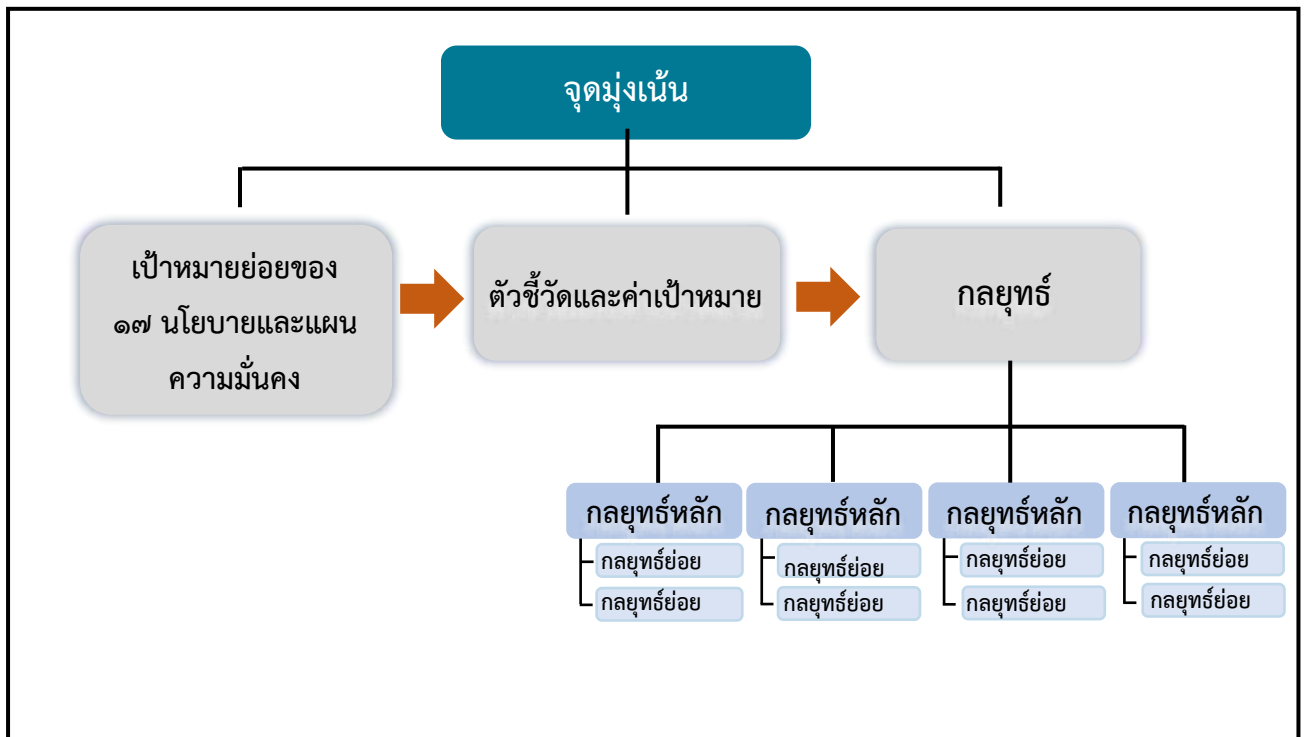 จุดมุ่งเน้น
เป้าหมายย่อยของ
๑๗ นโยบายและแผน
ความมั่นคง
ตัวชี้วัดและค่าเป้าหมาย
กลยุทธ์
กลยุทธ์หลัก
กลยุทธ์ย่อย
กลยุทธ์ย่อย
กลยุทธ์หลัก
กลยุทธ์ย่อย
กลยุทธ์ย่อย
กลยุทธ์หลัก
กลยุทธ์ย่อย
กลยุทธ์ย่อย
กลยุทธ์หลัก
กลยุทธ์ย่อย
กลยุทธ์ย่อย